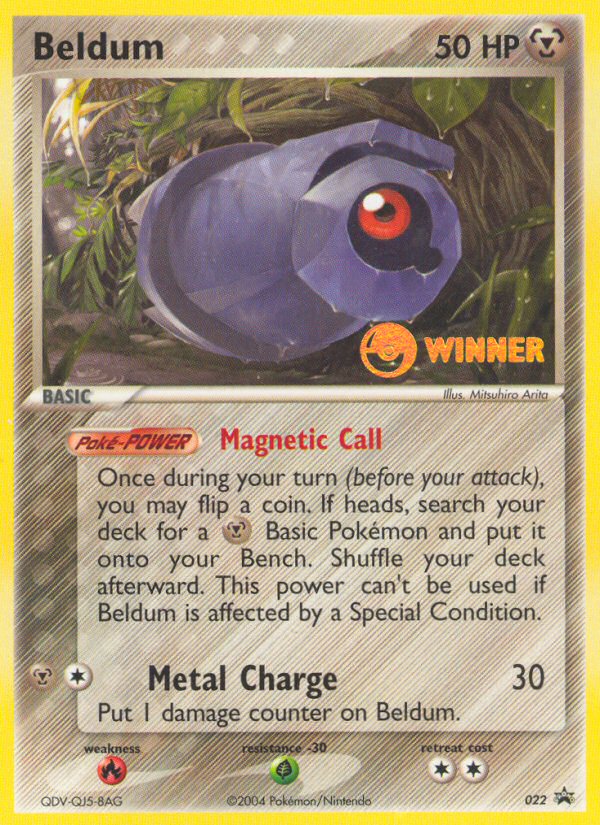 Beldum 50 HP
WINNER
BASIC
Illus. Mitsuhiro Arita
Poké-POWER Magnetic Call
Once during your turn (before your attack),
you may flip a coin. If heads, search your
deck for a Basic Pokémon and put it
onto your Bench. Shuffle your deck
afterward. This power can't be used if
Beldum is affected by a Special Condition.
Metal Charge 30
Put 1 damage counter on Beldum.
weakness resistance -30 retreat cost
QDV-QJ5-8AG ©2004 Pokémon/Nintendo 022